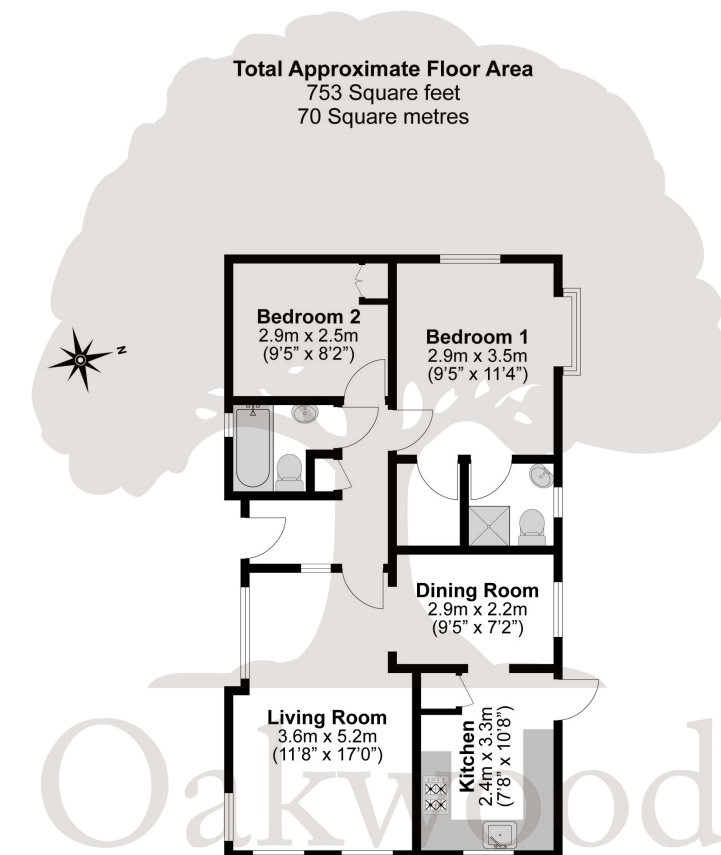 Total Approximate Floor Area
753 Square feet
70 Square metres
Bedroom 2
2.9m x 2.5m
(9’5” x 8’2”)
Bedroom 1
2.9m x 3.5m
(9’5” x 11’4”)
N
Dining Room
2.9m x 2.2m
(9’5” x 7’2”)
Living Room
3.6m x 5.2m
(11’8” x 17’0”)
Kitchen
2.4m x 3.3m
(7’8” x 10’8”)
Oakwood